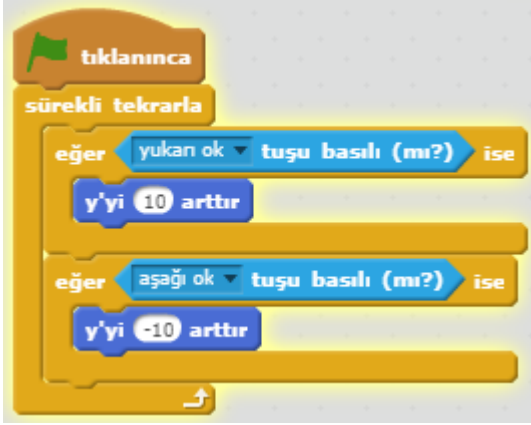 tıklanınca
sürekli tekrarla
eğer yukarı ok tuşu basılı (mı?) ise
y'yi 10 arttır
eğer aşağı ok tuşu basılı (mı?) ise
y'yi -10 arttır